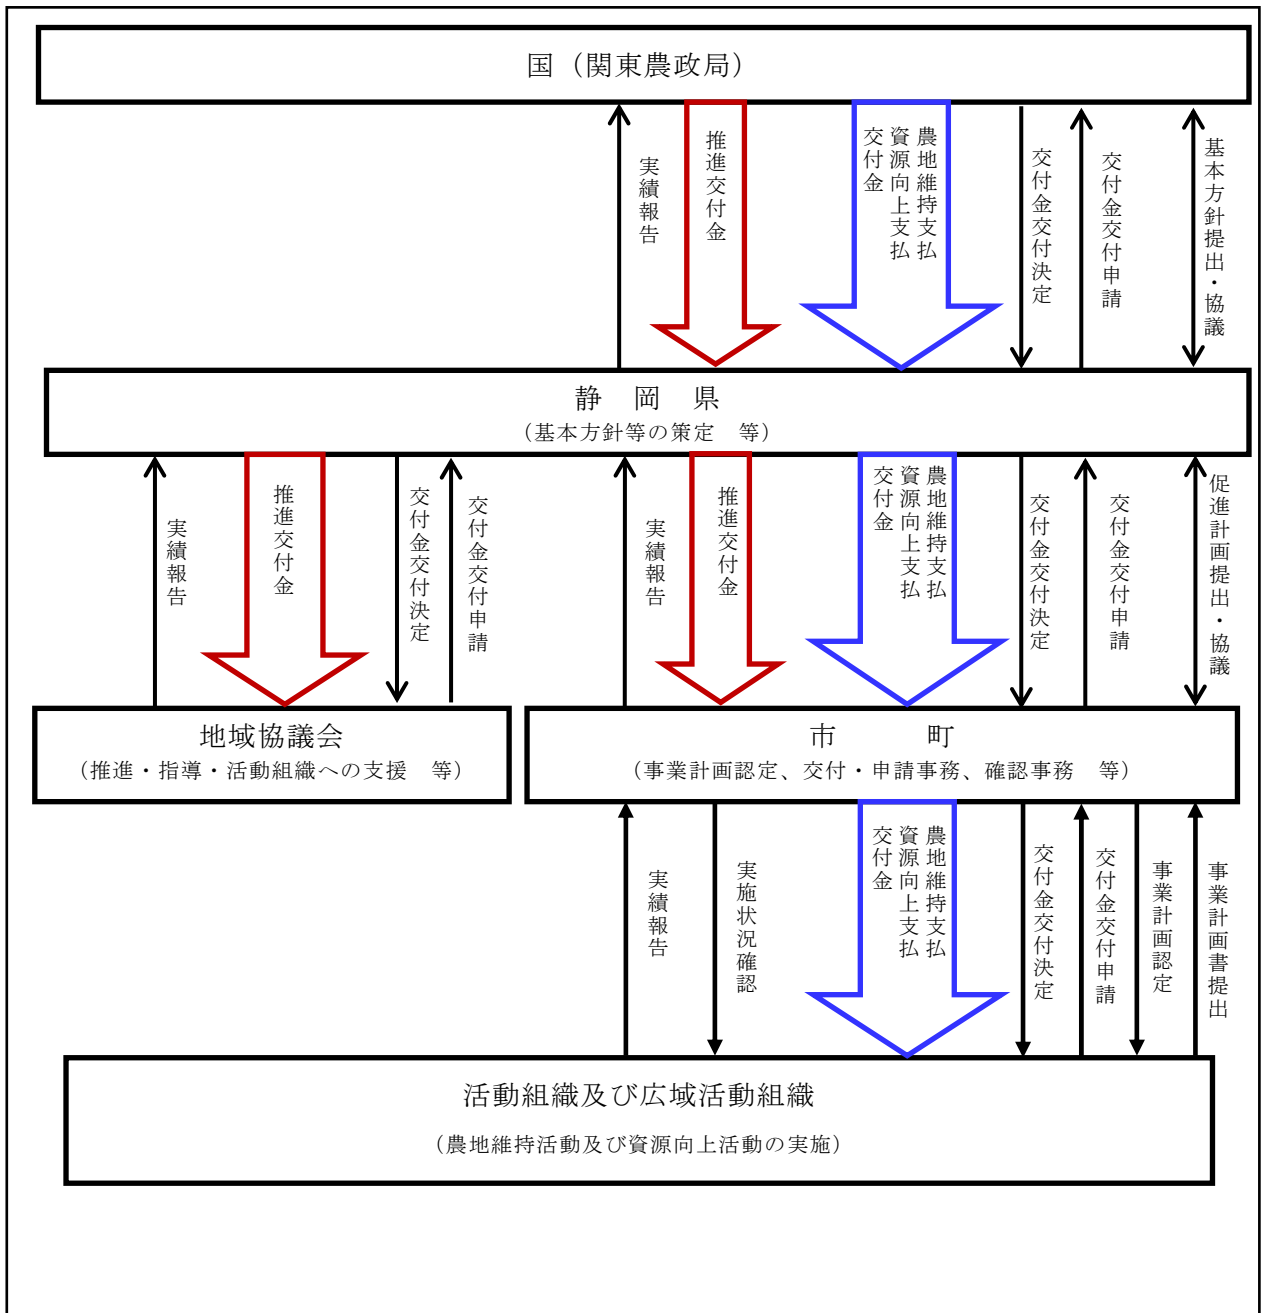 国（関東農政局）
実績報告
推進交付金
農地維持支払
資源向上支払
交付金
交付金交付決定
交付金交付申請
基本方針提出・協議
静　岡　県
（基本方針等の策定　等）
実績報告
推進交付金
交付金交付決定
交付金交付申請
実績報告
推進交付金
農地維持支払
資源向上支払
交付金
交付金交付決定
交付金交付申請
促進計画提出・協議
地域協議会
（推進・指導・活動組織への支援　等）
市　　　町
（事業計画認定、交付・申請事務、確認事務　等）
実績報告
実施状況確認
農地維持支払
資源向上支払
交付金
交付金交付決定
交付金交付申請
事業計画認定
事業計画書提出
活動組織及び広域活動組織
（農地維持活動及び資源向上活動の実施）